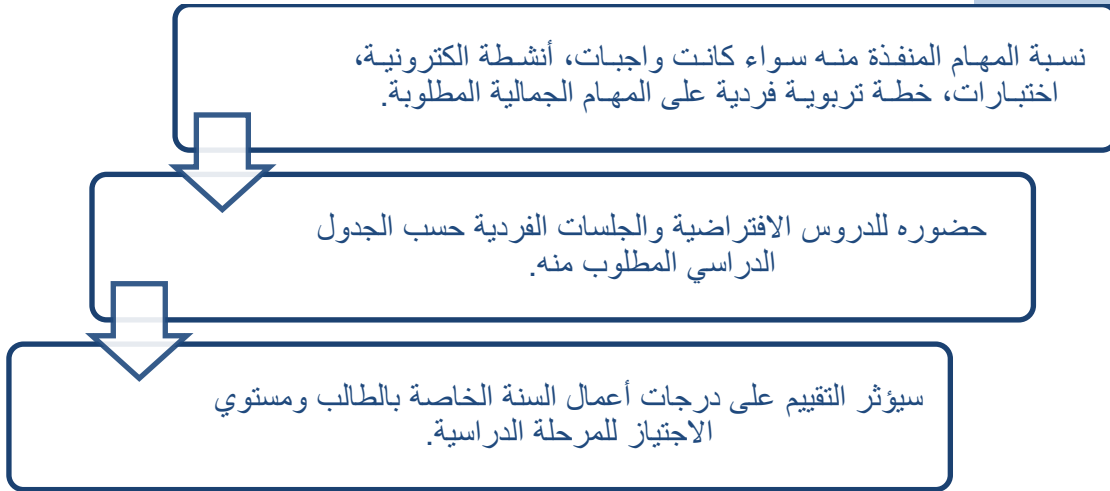 نسبة المهام المنفذة منه سواء كانت واجبات، أنشطة الكترونية،
اختبارات، خطة تربوية فردية على المهام الجمالية المطلوبة.
حضوره للدروس الافتراضية والجلسات الفردية حسب الجدول
الدراسي المطلوب منه.
سيؤثر التقييم على درجات أعمال السنة الخاصة بالطالب ومستوي
الاجتياز للمرحلة الدراسية.